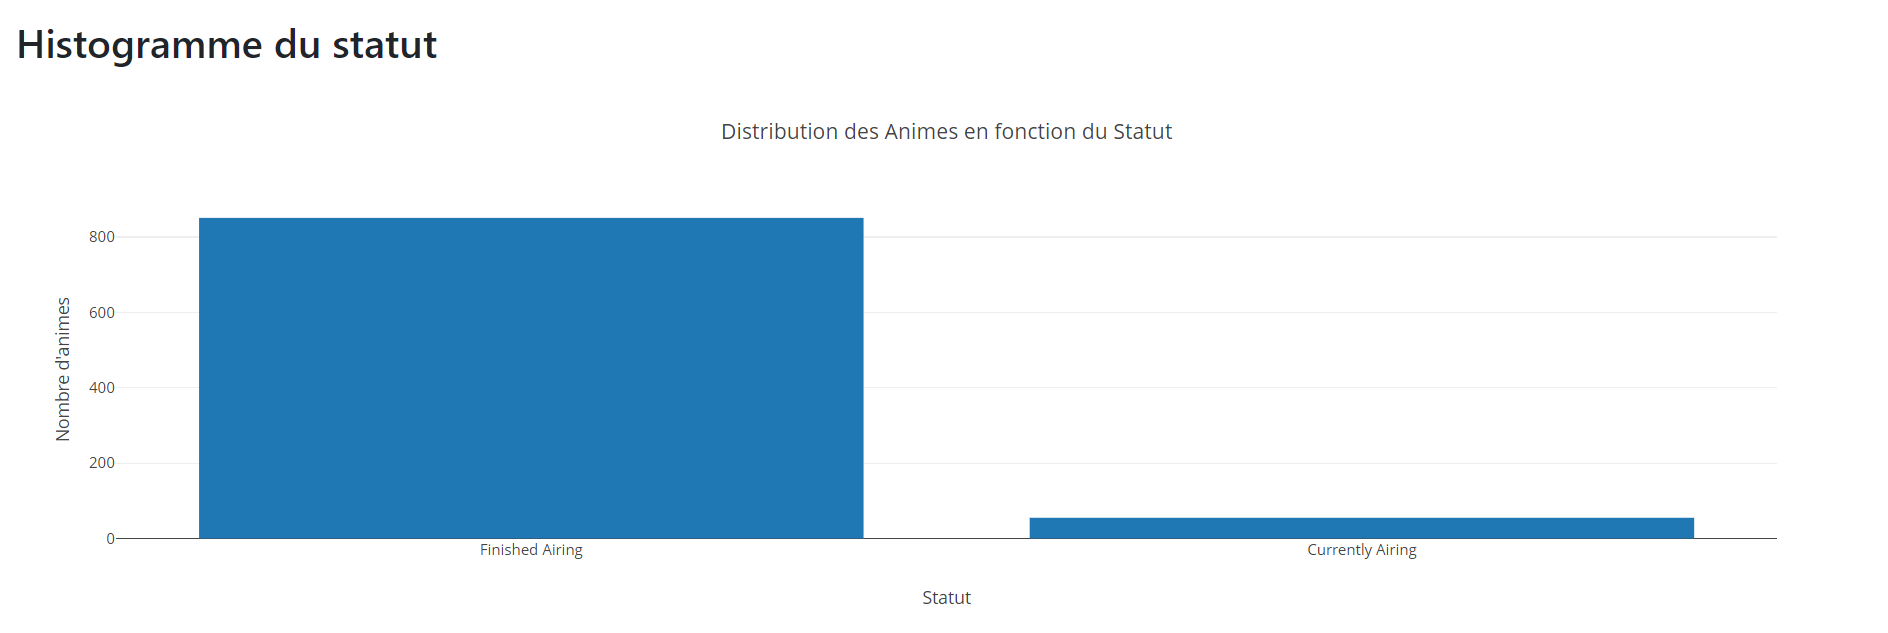 Histogramme du statut
Distribution des Animes en fonction du Statut
Nombre d'animes
800
600
400
200
0
Finished Airing
Currently Airing
Statut